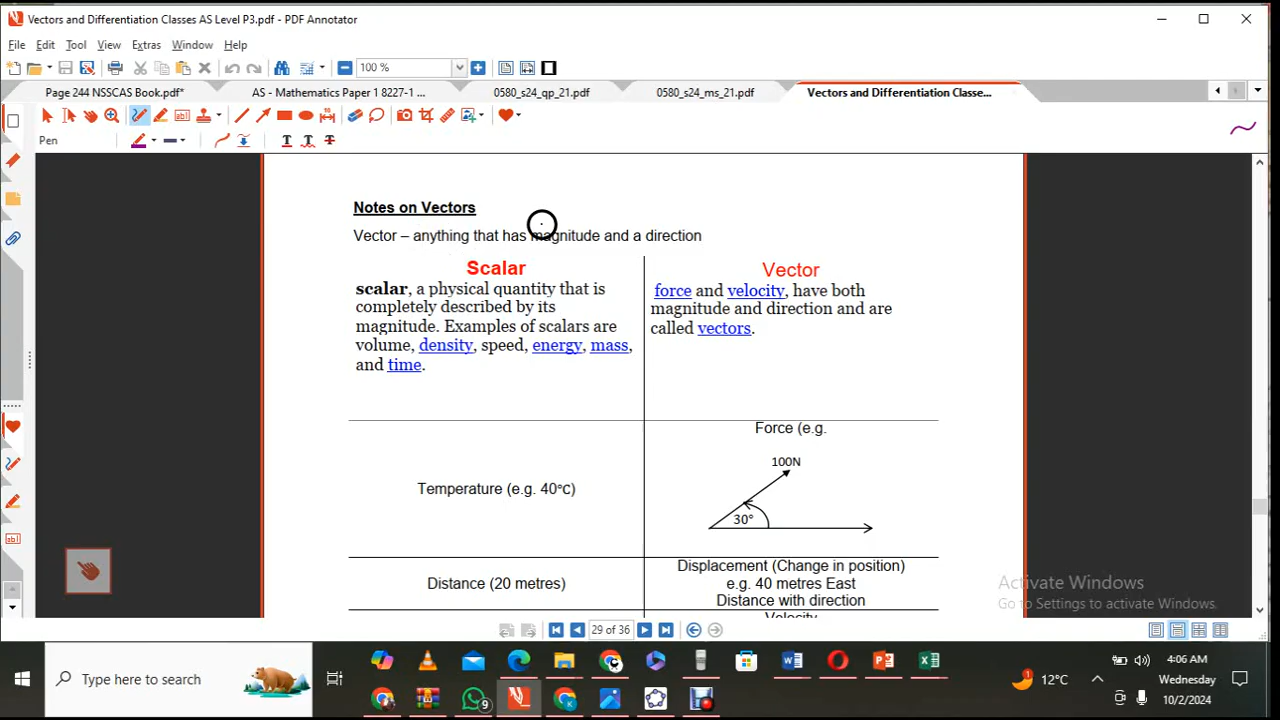 Vectors and Differentiation Classes AS Level P3.pdf - PDF Annotator
File Edit Tool View Extras Window Help
100 %
Page 244 NSSCAS Book.pdf* AS - Mathematics Paper 1 8227-1 ... 0580_s24_qp_21.pdf 0580_s24_ms_21.pdf Vectors and Differentiation Classe...
Pen
Notes on Vectors
Vector – anything that has magnitude and a direction
Scalar
scalar, a physical quantity that is
completely described by its
magnitude. Examples of scalars are
volume, density, speed, energy, mass,
and time.
Vector
force and velocity, have both
magnitude and direction and are
called vectors.
Temperature (e.g. 40°C)
Force (e.g.
100N
30°
Distance (20 metres)
Displacement (Change in position)
e.g. 40 metres East
Distance with direction
Velocity
Activate Windows
Go to Settings to activate Windows.
29 of 36
Type here to search
9
12°C
4:06 AM
Wednesday
10/2/2024